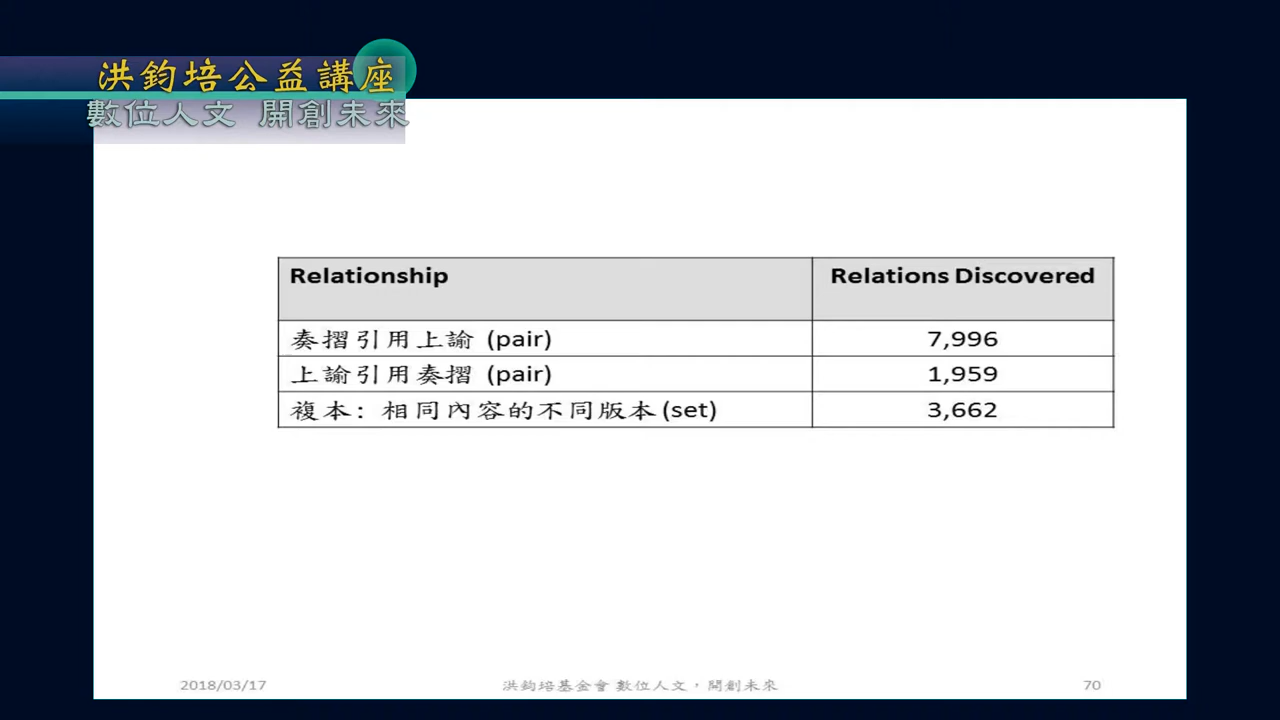 洪鈞培公益講座
數位人文 開創未來
Relationship Relations Discovered
奏摺引用上諭 (pair) 7,996
上諭引用奏摺 (pair) 1,959
複本: 相同內容的不同版本(set) 3,662
2018/03/17 洪鈞培基金會 數位人文，開創未來 70